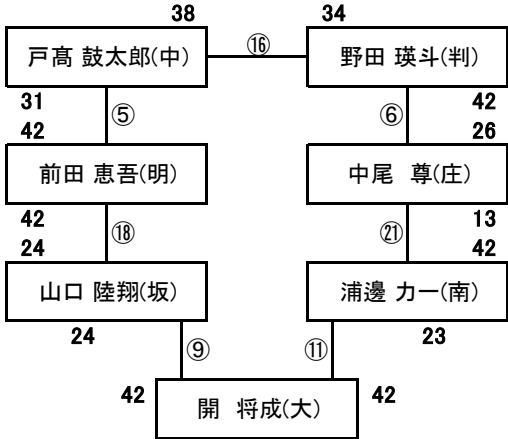 38 34
戸髙 鼓太郎(中) ⑯ 野田 瑛斗(判)
31 ⑤ ⑥ 42
42 26
前田 恵吾(明) 中尾 尊(庄)
42 ⑱ ㉑ 13
24 42
山口 陸翔(坂) 浦邊 力一(南)
24 ⑨ ⑪ 23
42 開 将成(大) 42